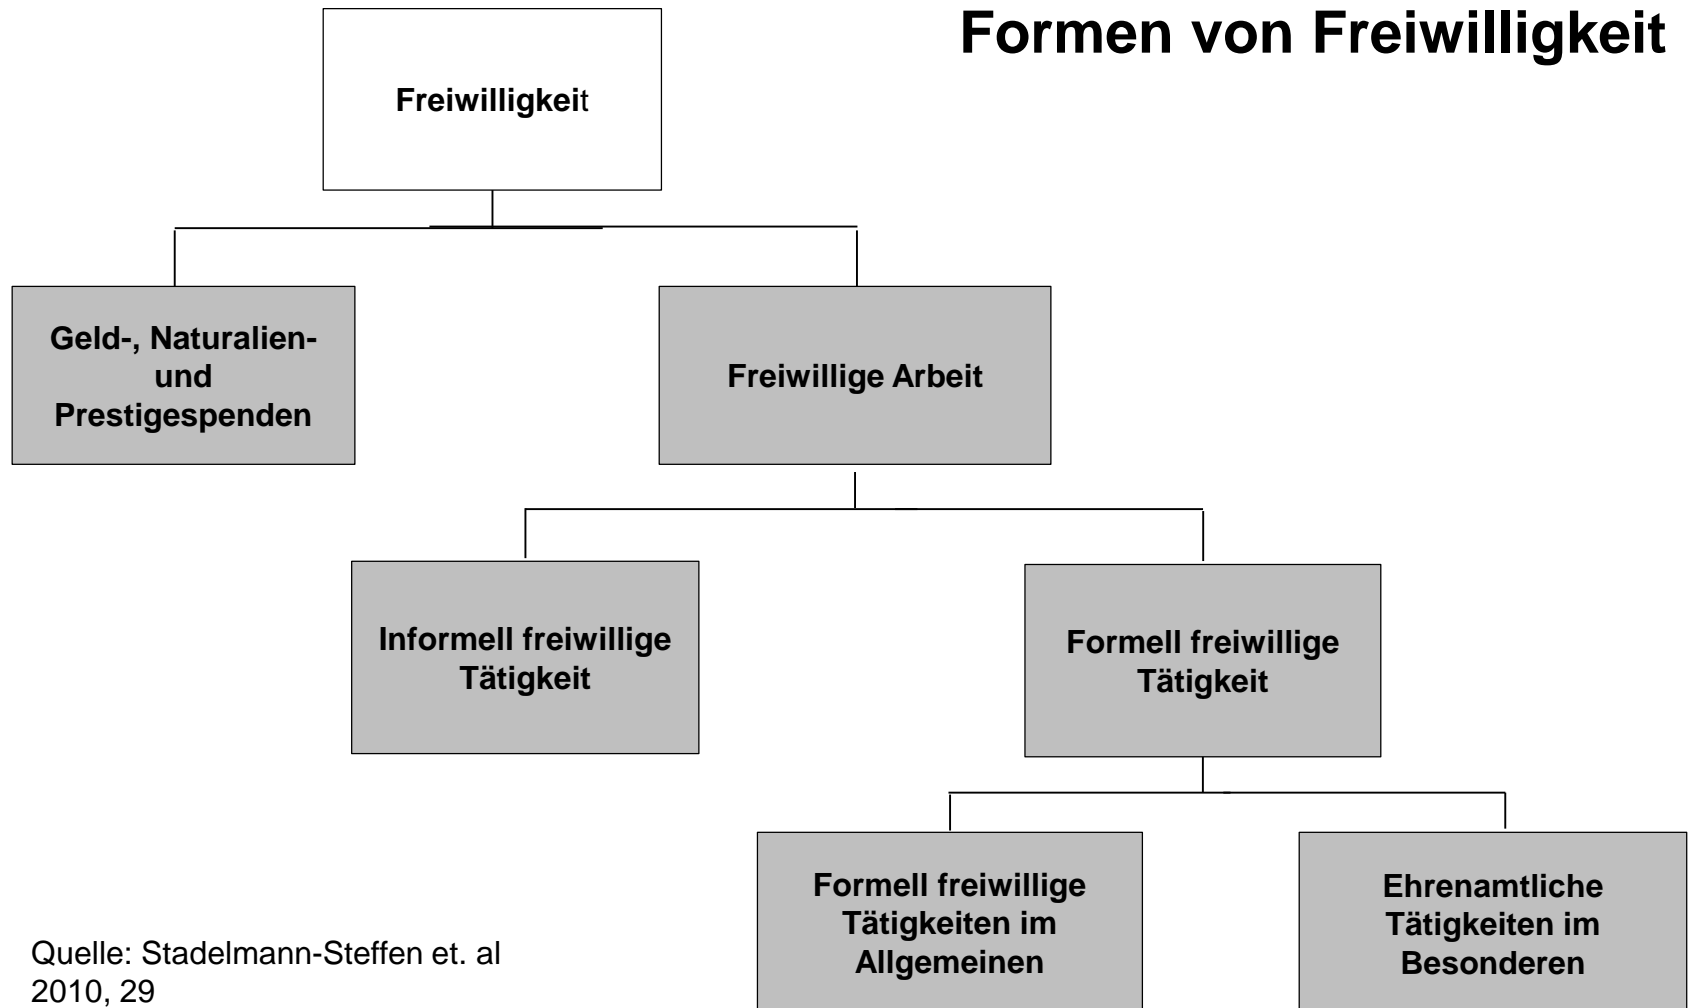 Formen von Freiwilligkeit
Freiwilligkeit
Geld-, Naturalien-
und
Prestigespenden
Freiwillige Arbeit
Informell freiwillige
Tätigkeit
Formell freiwillige
Tätigkeit
Formell freiwillige
Tätigkeiten im
Allgemeinen
Ehrenamtliche
Tätigkeiten im
Besonderen
Quelle: Stadelmann-Steffen et. al
2010, 29